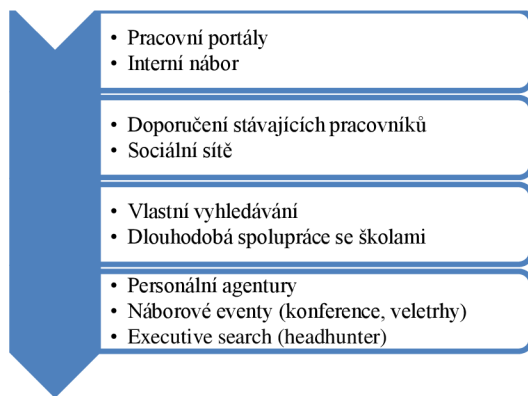 • Pracovní portály
• Interní nábor
• Doporučení stávajících pracovníků
• Sociální sítě
• Vlastní vyhledávání
• Dlouhodobá spolupráce se školami
• Personální agentury
• Náborové eventy (konference, veletrhy)
• Executive search (headhunter)